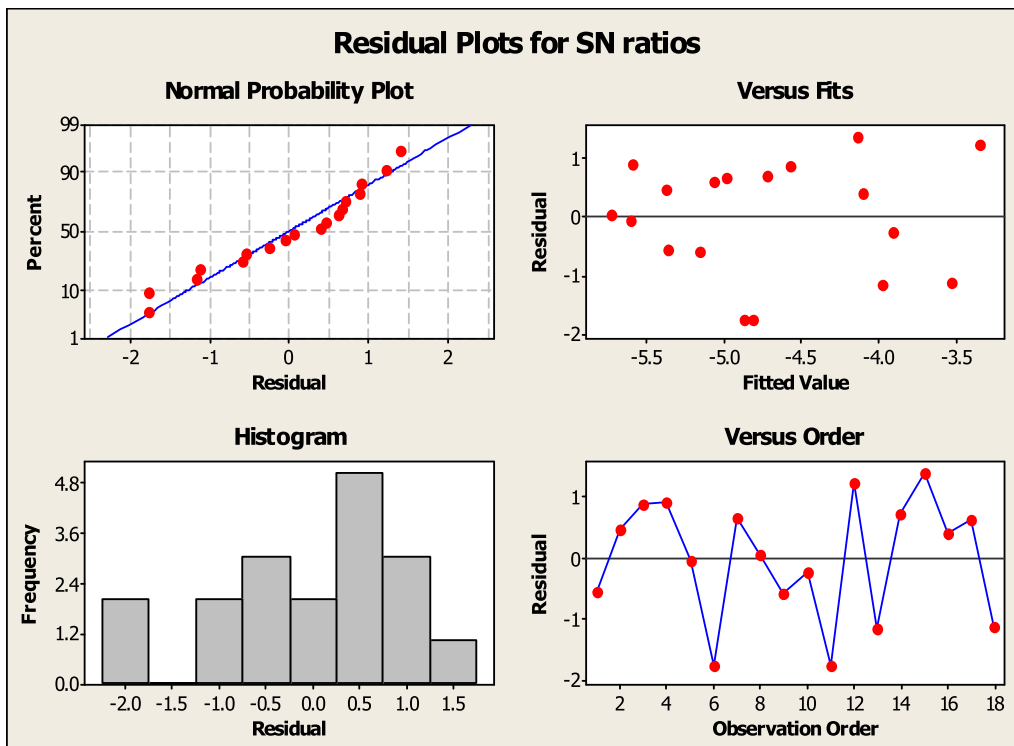 Residual Plots for SN ratios
Normal Probability Plot
99
90
50
10
1
Percent
-2 -1 0 1 2
Residual
Versus Fits
1
0
-1
-2
Residual
-5.5 -5.0 -4.5 -4.0 -3.5
Fitted Value
Histogram
4.8
3.6
2.4
1.2
0.0
Frequency
-2.0 -1.5 -1.0 -0.5 0.0 0.5 1.0 1.5
Residual
Versus Order
1
0
-1
-2
Residual
2 4 6 8 10 12 14 16 18
Observation Order